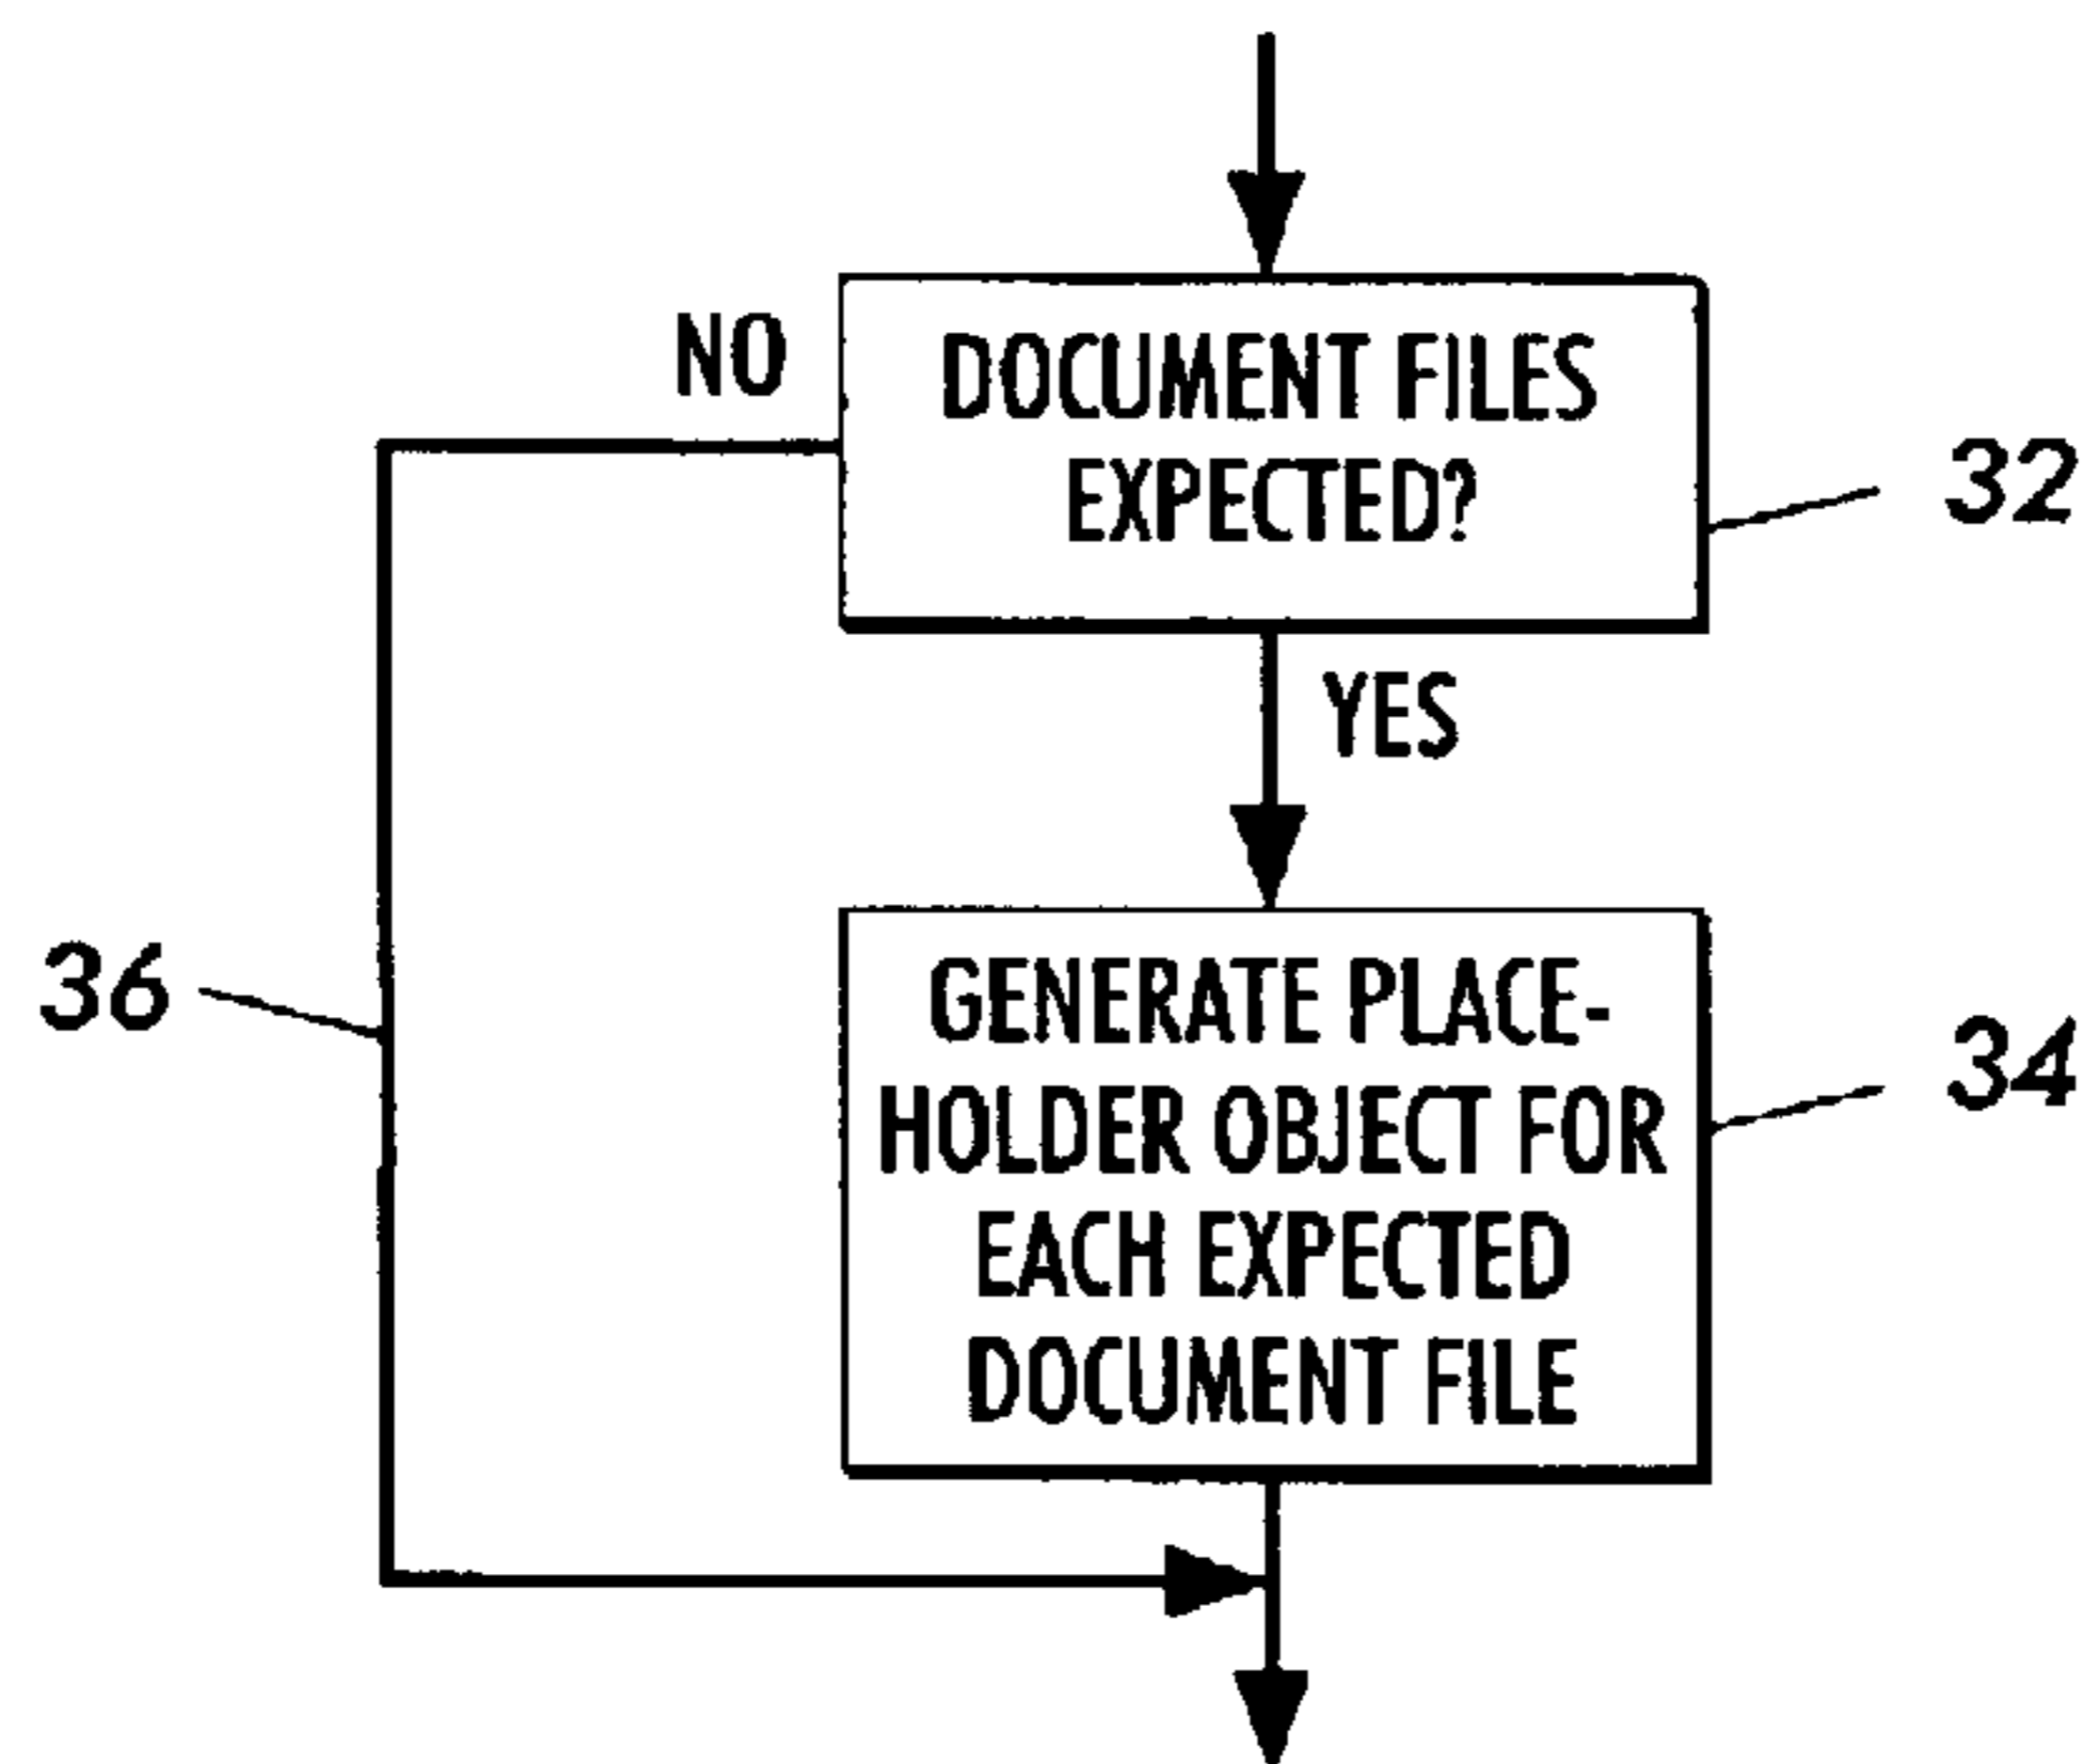 NO
DOCUMENT FILES
EXPECTED?
32
YES
36
GENERATE PLACE-
HOLDER OBJECT FOR
EACH EXPECTED
DOCUMENT FILE
34